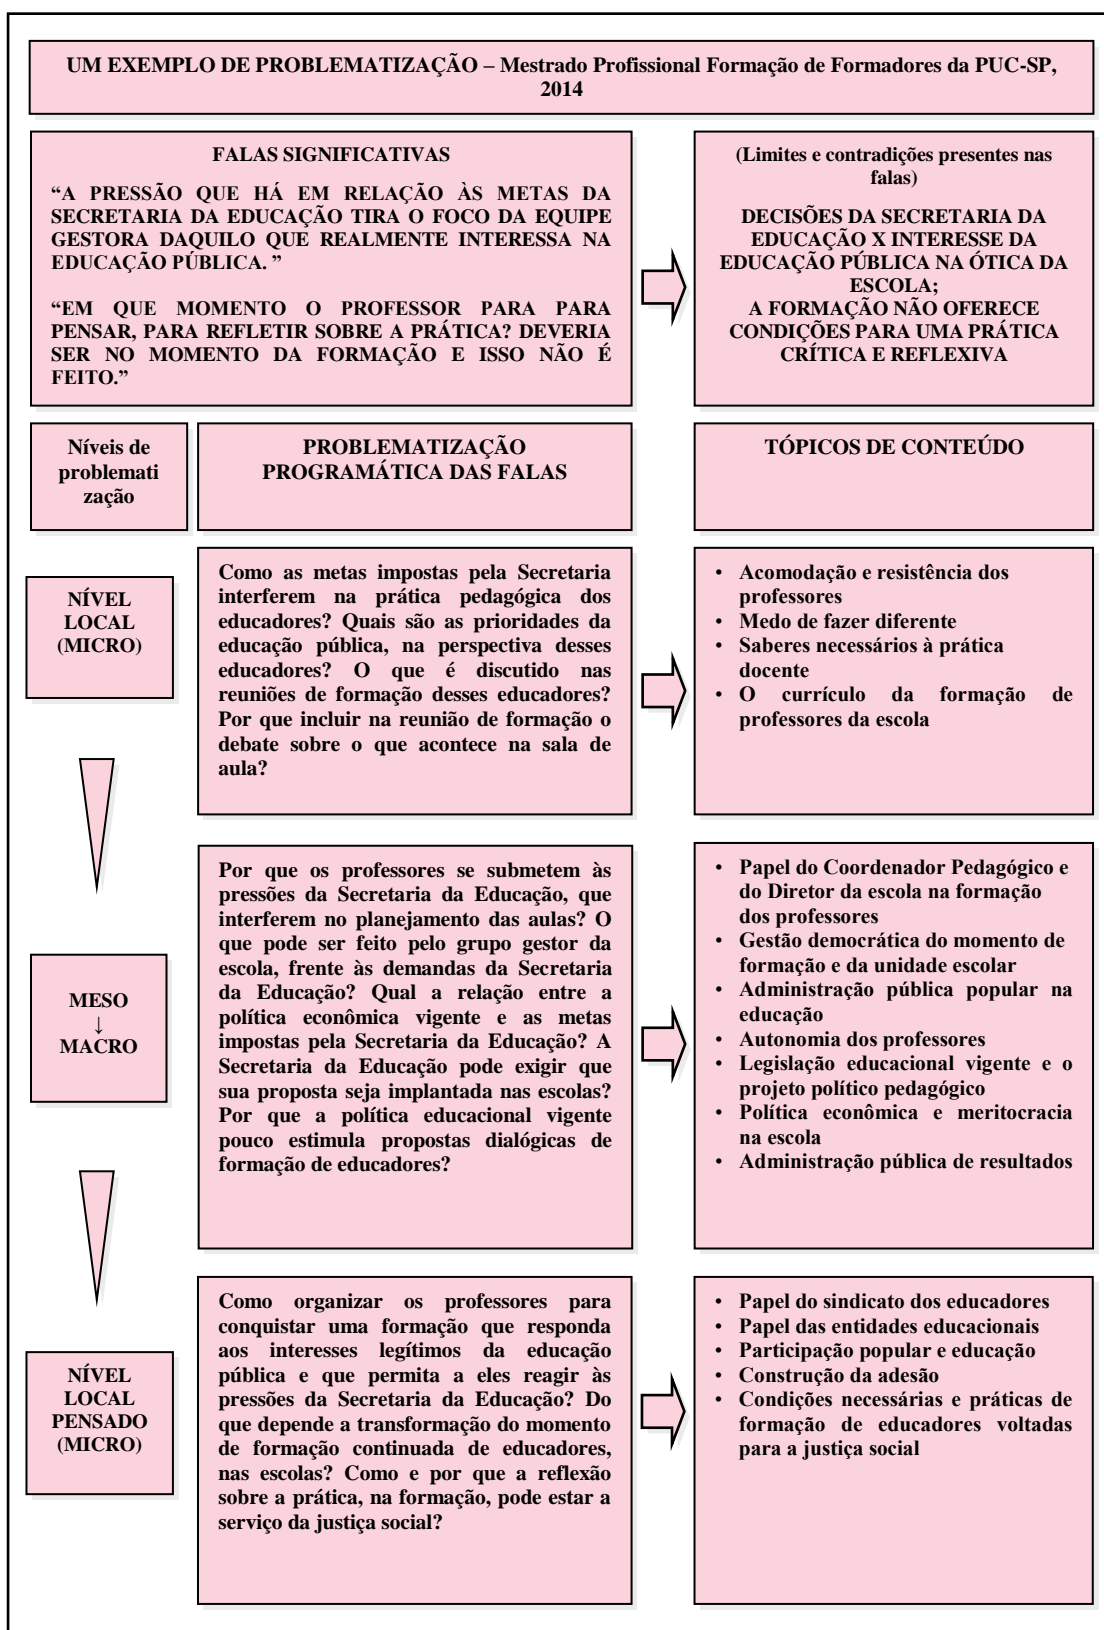 UM EXEMPLO DE PROBLEMATIZAÇÃO – Mestrado Profissional Formação de Formadores da PUC-SP,
2014
FALAS SIGNIFICATIVAS
“A PRESSÃO QUE HÁ EM RELAÇÃO ÀS METAS DA
SECRETARIA DA EDUCAÇÃO TIRA O FOCO DA EQUIPE
GESTORA DAQUILO QUE REALMENTE INTERESSA NA
EDUCAÇÃO PÚBLICA. ”
“EM QUE MOMENTO O PROFESSOR PARA PARA
PENSAR, PARA REFLETIR SOBRE A PRÁTICA? DEVERIA
SER NO MOMENTO DA FORMAÇÃO E ISSO NÃO É
FEITO.”
(Limites e contradições presentes nas
falas)
DECISÕES DA SECRETARIA DA
EDUCAÇÃO X INTERESSE DA
EDUCAÇÃO PÚBLICA NA ÓTICA DA
ESCOLA;
A FORMAÇÃO NÃO OFERECE
CONDIÇÕES PARA UMA PRÁTICA
CRÍTICA E REFLEXIVA
Níveis de
problemati
zação
PROBLEMATIZAÇÃO
PROGRAMÁTICA DAS FALAS
TÓPICOS DE CONTEÚDO
NÍVEL
LOCAL
(MICRO)
Como as metas impostas pela Secretaria
interferem na prática pedagógica dos
educadores? Quais são as prioridades da
educação pública, na perspectiva desses
educadores? O que é discutido nas
reuniões de formação desses educadores?
Por que incluir na reunião de formação o
debate sobre o que acontece na sala de
aula?
• Acomodação e resistência dos
professores
• Medo de fazer diferente
• Saberes necessários à prática
docente
• O currículo da formação de
professores da escola
MESO
↓
MACRO
Por que os professores se submetem às
pressões da Secretaria da Educação, que
interferem no planejamento das aulas? O
que pode ser feito pelo grupo gestor da
escola, frente às demandas da Secretaria
da Educação? Qual a relação entre a
política econômica vigente e as metas
impostas pela Secretaria da Educação? A
Secretaria da Educação pode exigir que
sua proposta seja implantada nas escolas?
Por que a política educacional vigente
pouco estimula propostas dialógicas de
formação de educadores?
• Papel do Coordenador Pedagógico e
do Diretor da escola na formação
dos professores
• Gestão democrática do momento de
formação e da unidade escolar
• Administração pública popular na
educação
• Autonomia dos professores
• Legislação educacional vigente e o
projeto político pedagógico
• Política econômica e meritocracia
na escola
• Administração pública de resultados
NÍVEL
LOCAL
PENSADO
(MICRO)
Como organizar os professores para
conquistar uma formação que responda
aos interesses legítimos da educação
pública e que permita a eles reagir às
pressões da Secretaria da Educação? Do
que depende a transformação do momento
de formação continuada de educadores,
nas escolas? Como e por que a reflexão
sobre a prática, na formação, pode estar a
serviço da justiça social?
• Papel do sindicato dos educadores
• Papel das entidades educacionais
• Participação popular e educação
• Construção da adesão
• Condições necessárias e práticas de
formação de educadores voltadas
para a justiça social